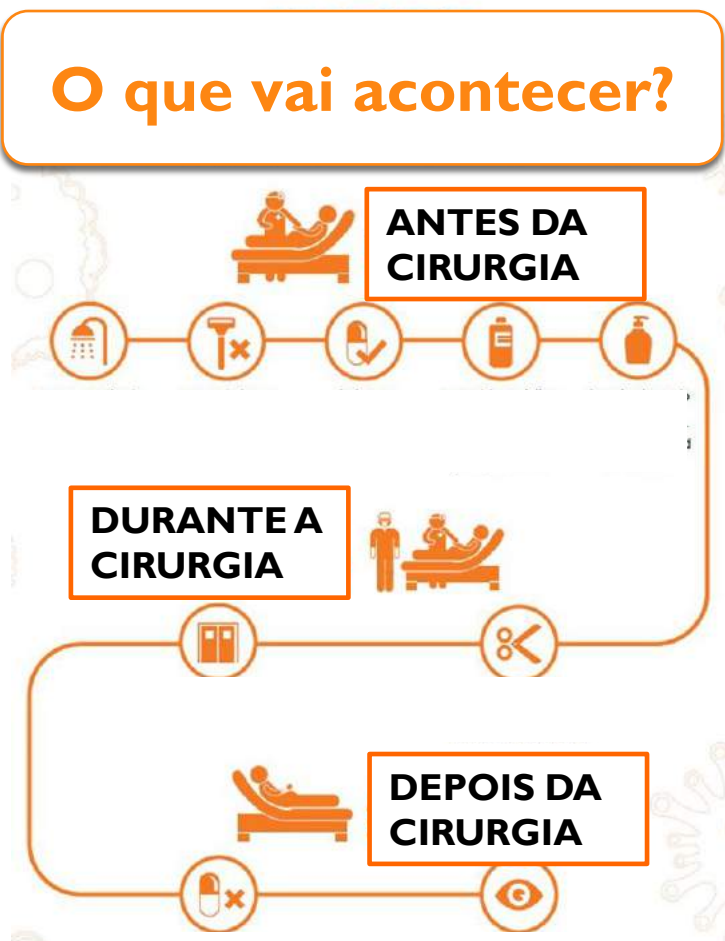 O que vai acontecer?
ANTES DA
CIRURGIA
DURANTE A
CIRURGIA
DEPOIS DA
CIRURGIA